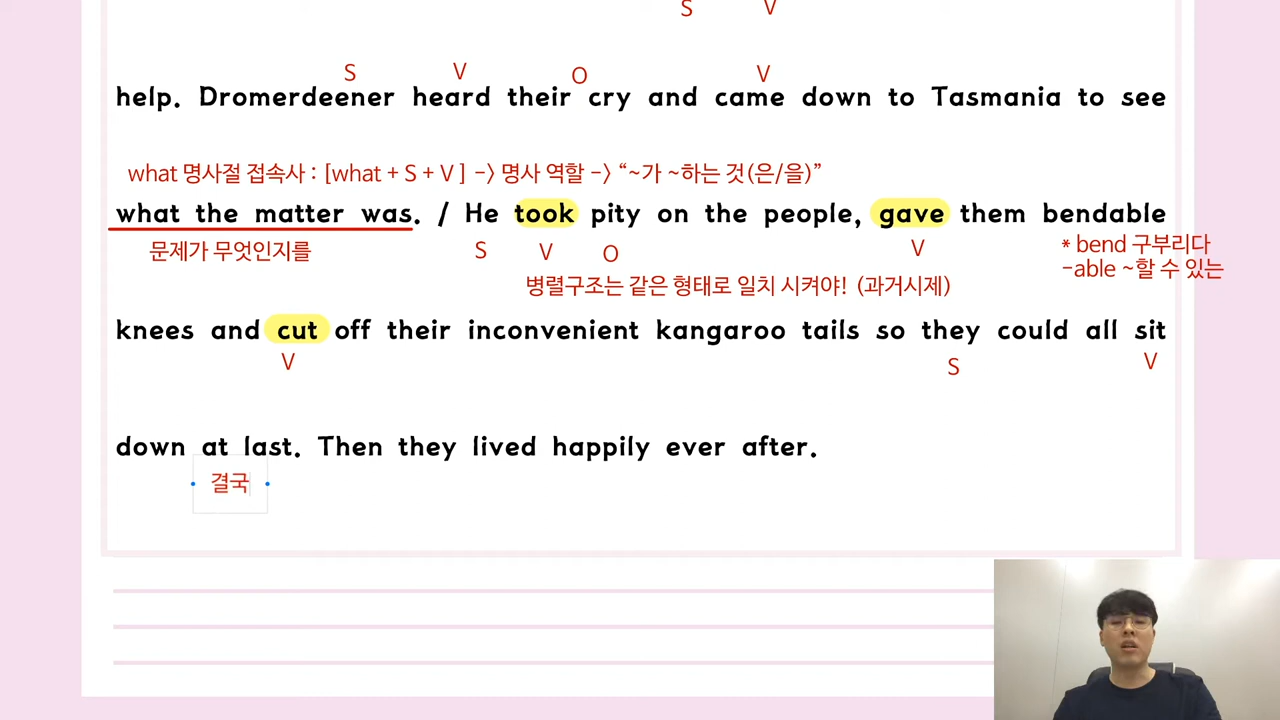 S V
S V O V
help. Dromerdeener heard their cry and came down to Tasmania to see
what 명사절 접속사 : [what + S + V ] -> 명사 역할 -> “~가 ~하는 것(은/을)”
what the matter was. / He took pity on the people, gave them bendable
문제가 무엇인지를 S V O V * bend 구부리다
-able ~할 수 있는
병렬구조는 같은 형태로 일치 시켜야! (과거시제)
knees and cut off their inconvenient kangaroo tails so they could all sit
V S V
down at last. Then they lived happily ever after.
결국